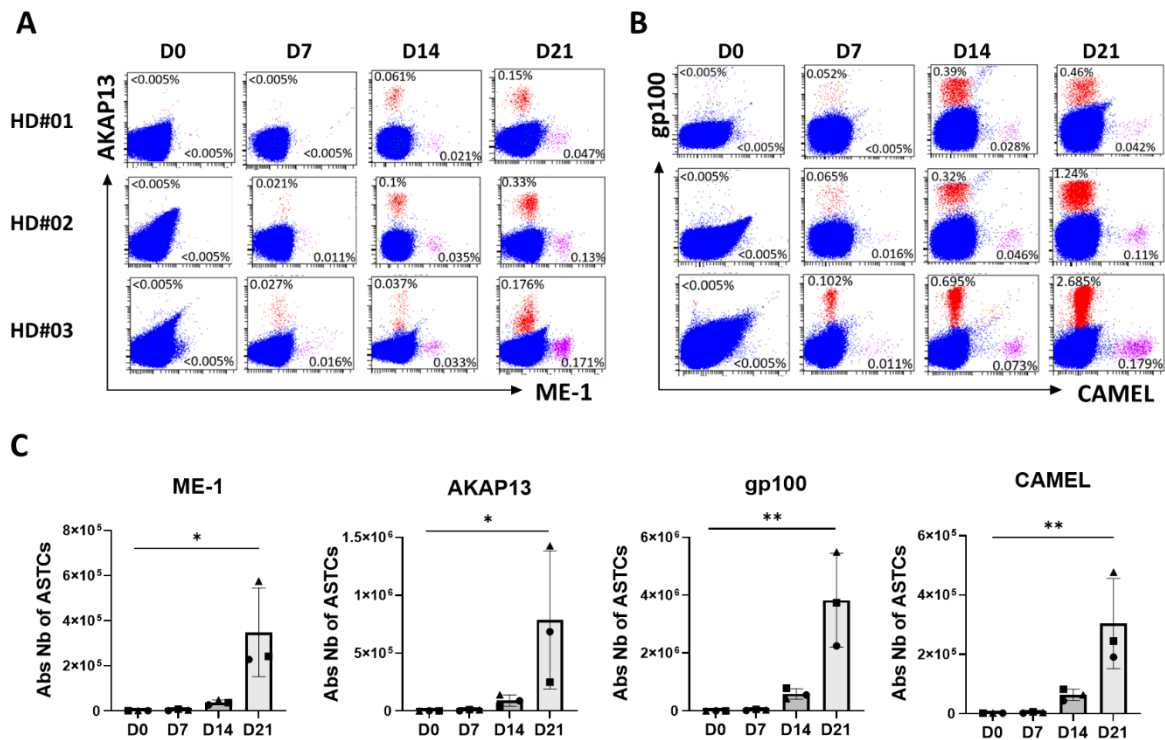 A
B
D0 D7 D14 D21
D0 D7 D14 D21
AKAP13
gp100
HD#01
<0.005% <0.005% 0.061% 0.15%
<0.005% <0.005% 0.021% 0.047%
<0.005% 0.052% 0.39% 0.46%
<0.005% <0.005% 0.028% 0.042%
HD#02
<0.005% 0.021% 0.1% 0.33%
<0.005% 0.011% 0.035% 0.13%
<0.005% 0.065% 0.32% 1.24%
<0.005% 0.016% 0.046% 0.11%
HD#03
<0.005% 0.027% 0.037% 0.176%
<0.005% 0.016% 0.033% 0.171%
<0.005% 0.102% 0.695% 2.685%
<0.005% 0.011% 0.073% 0.179%
ME-1
CAMEL
C
ME-1
Abs Nb of ASTCs
8×10⁵
6×10⁵
4×10⁵
2×10⁵
0
*
D0 D7 D14 D21
AKAP13
Abs Nb of ASTCs
1.5×10⁶
1×10⁶
5×10⁵
0
*
D0 D7 D14 D21
gp100
Abs Nb of ASTCs
6×10⁶
4×10⁶
2×10⁶
0
**
D0 D7 D14 D21
CAMEL
Abs Nb of ASTCs
6×10⁵
4×10⁵
2×10⁵
0
**
D0 D7 D14 D21